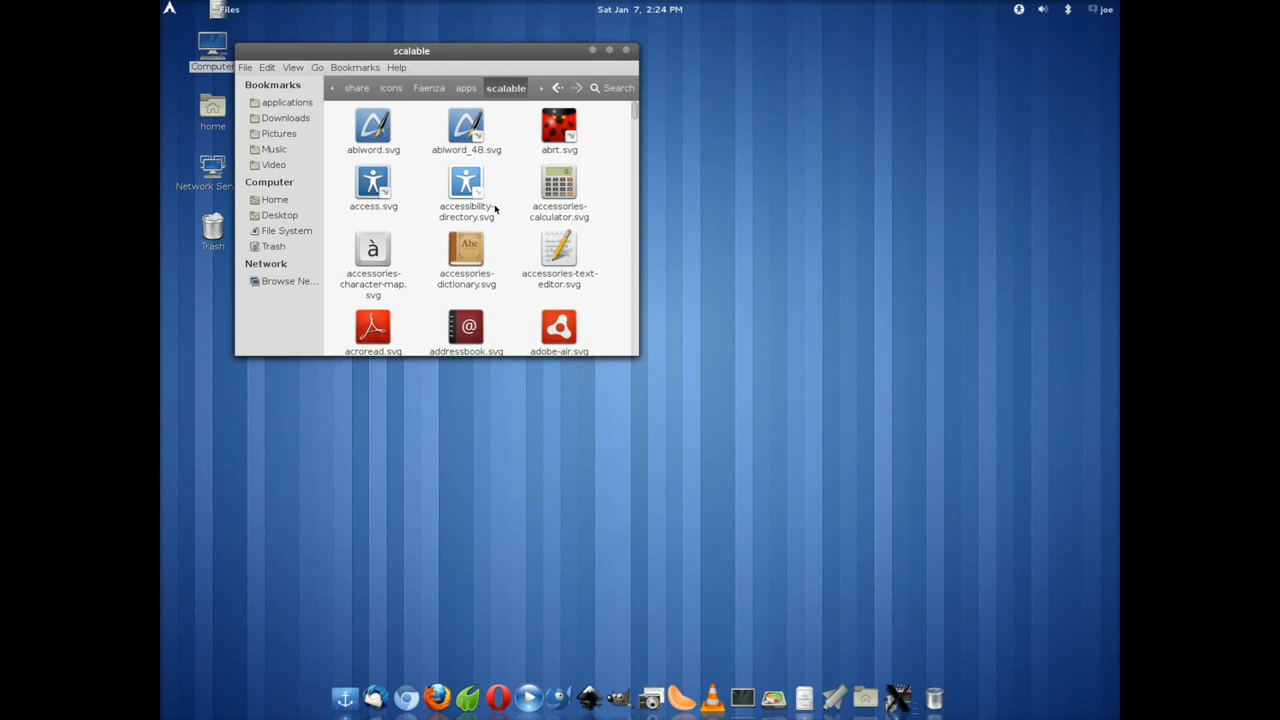 Files
Sat Jan 7, 2:24 PM
joe
Computer
home
Network Serv
Trash
scalable
File Edit View Go Bookmarks Help
Bookmarks
applications
Downloads
Pictures
Music
Video
Computer
Home
Desktop
File System
Trash
Network
Browse Ne...
share icons Faenza apps scalable Search
abiword.svg
abiword_48.svg
abrt.svg
access.svg
accessibility-
directory.svg
accessories-
calculator.svg
à
accessories-
character-map.
svg
Abc
accessories-
dictionary.svg
accessories-text-
editor.svg
acroread.svg
@
addressbook.svg
adobe-air.svg